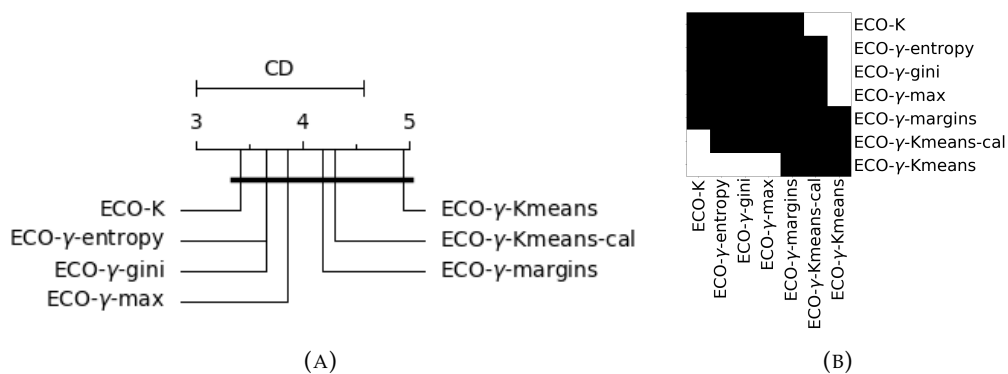 CD
3 4 5
ECO-K
ECO-γ-entropy
ECO-γ-gini
ECO-γ-max
ECO-γ-Kmeans
ECO-γ-Kmeans-cal
ECO-γ-margins
(A)
ECO-K
ECO-γ-entropy
ECO-γ-gini
ECO-γ-max
ECO-γ-margins
ECO-γ-Kmeans-cal
ECO-γ-Kmeans
ECO-K
ECO-γ-entropy
ECO-γ-gini
ECO-γ-max
ECO-γ-margins
ECO-γ-Kmeans-cal
ECO-γ-Kmeans
(B)